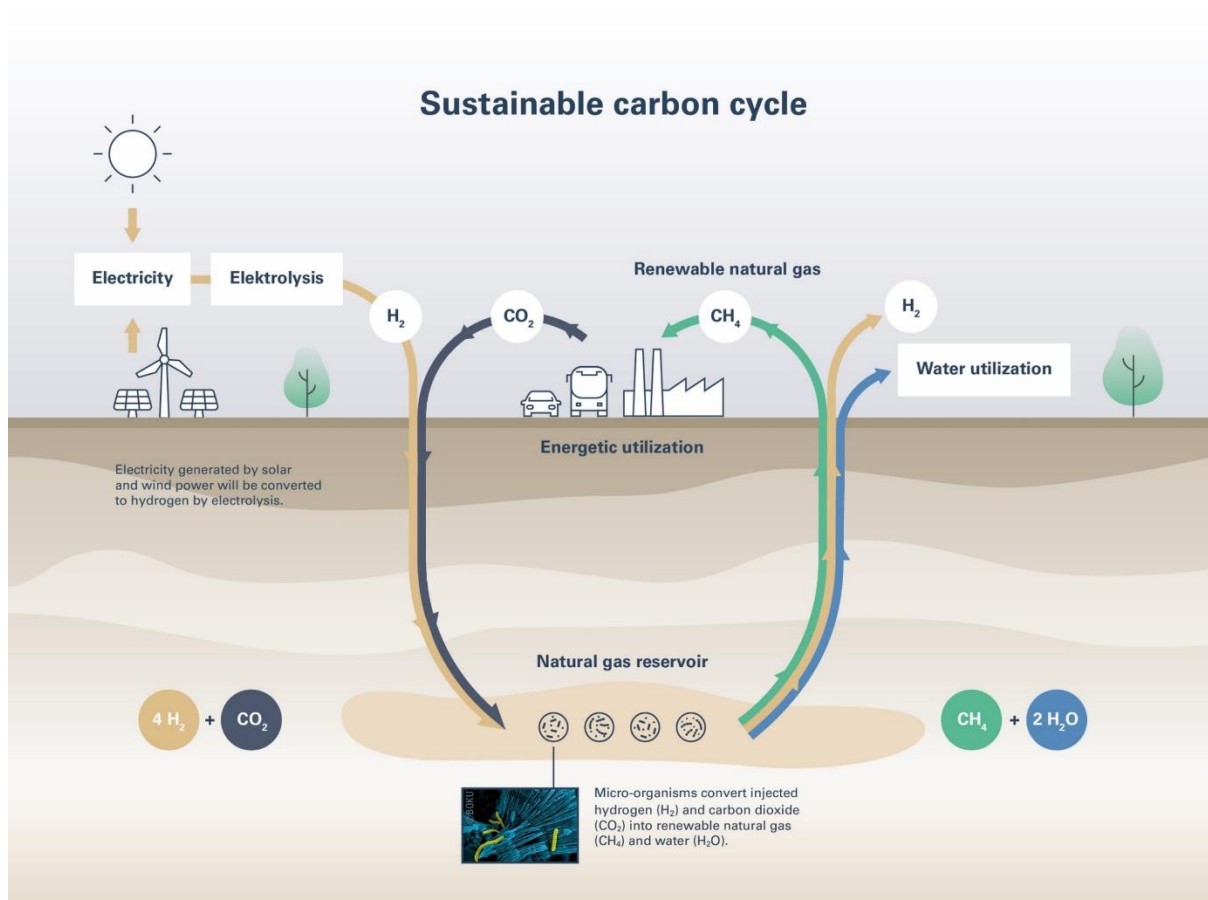 Sustainable carbon cycle
Electricity
Elektrolysis
H₂
CO₂
Renewable natural gas
CH₄
H₂
Water utilization
Energetic utilization
Electricity generated by solar
and wind power will be converted
to hydrogen by electrolysis.
Natural gas reservoir
4 H₂ + CO₂
CH₄ + 2 H₂O
BOKU
Micro-organisms convert injected
hydrogen (H₂) and carbon dioxide
(CO₂) into renewable natural gas
(CH₄) and water (H₂O).